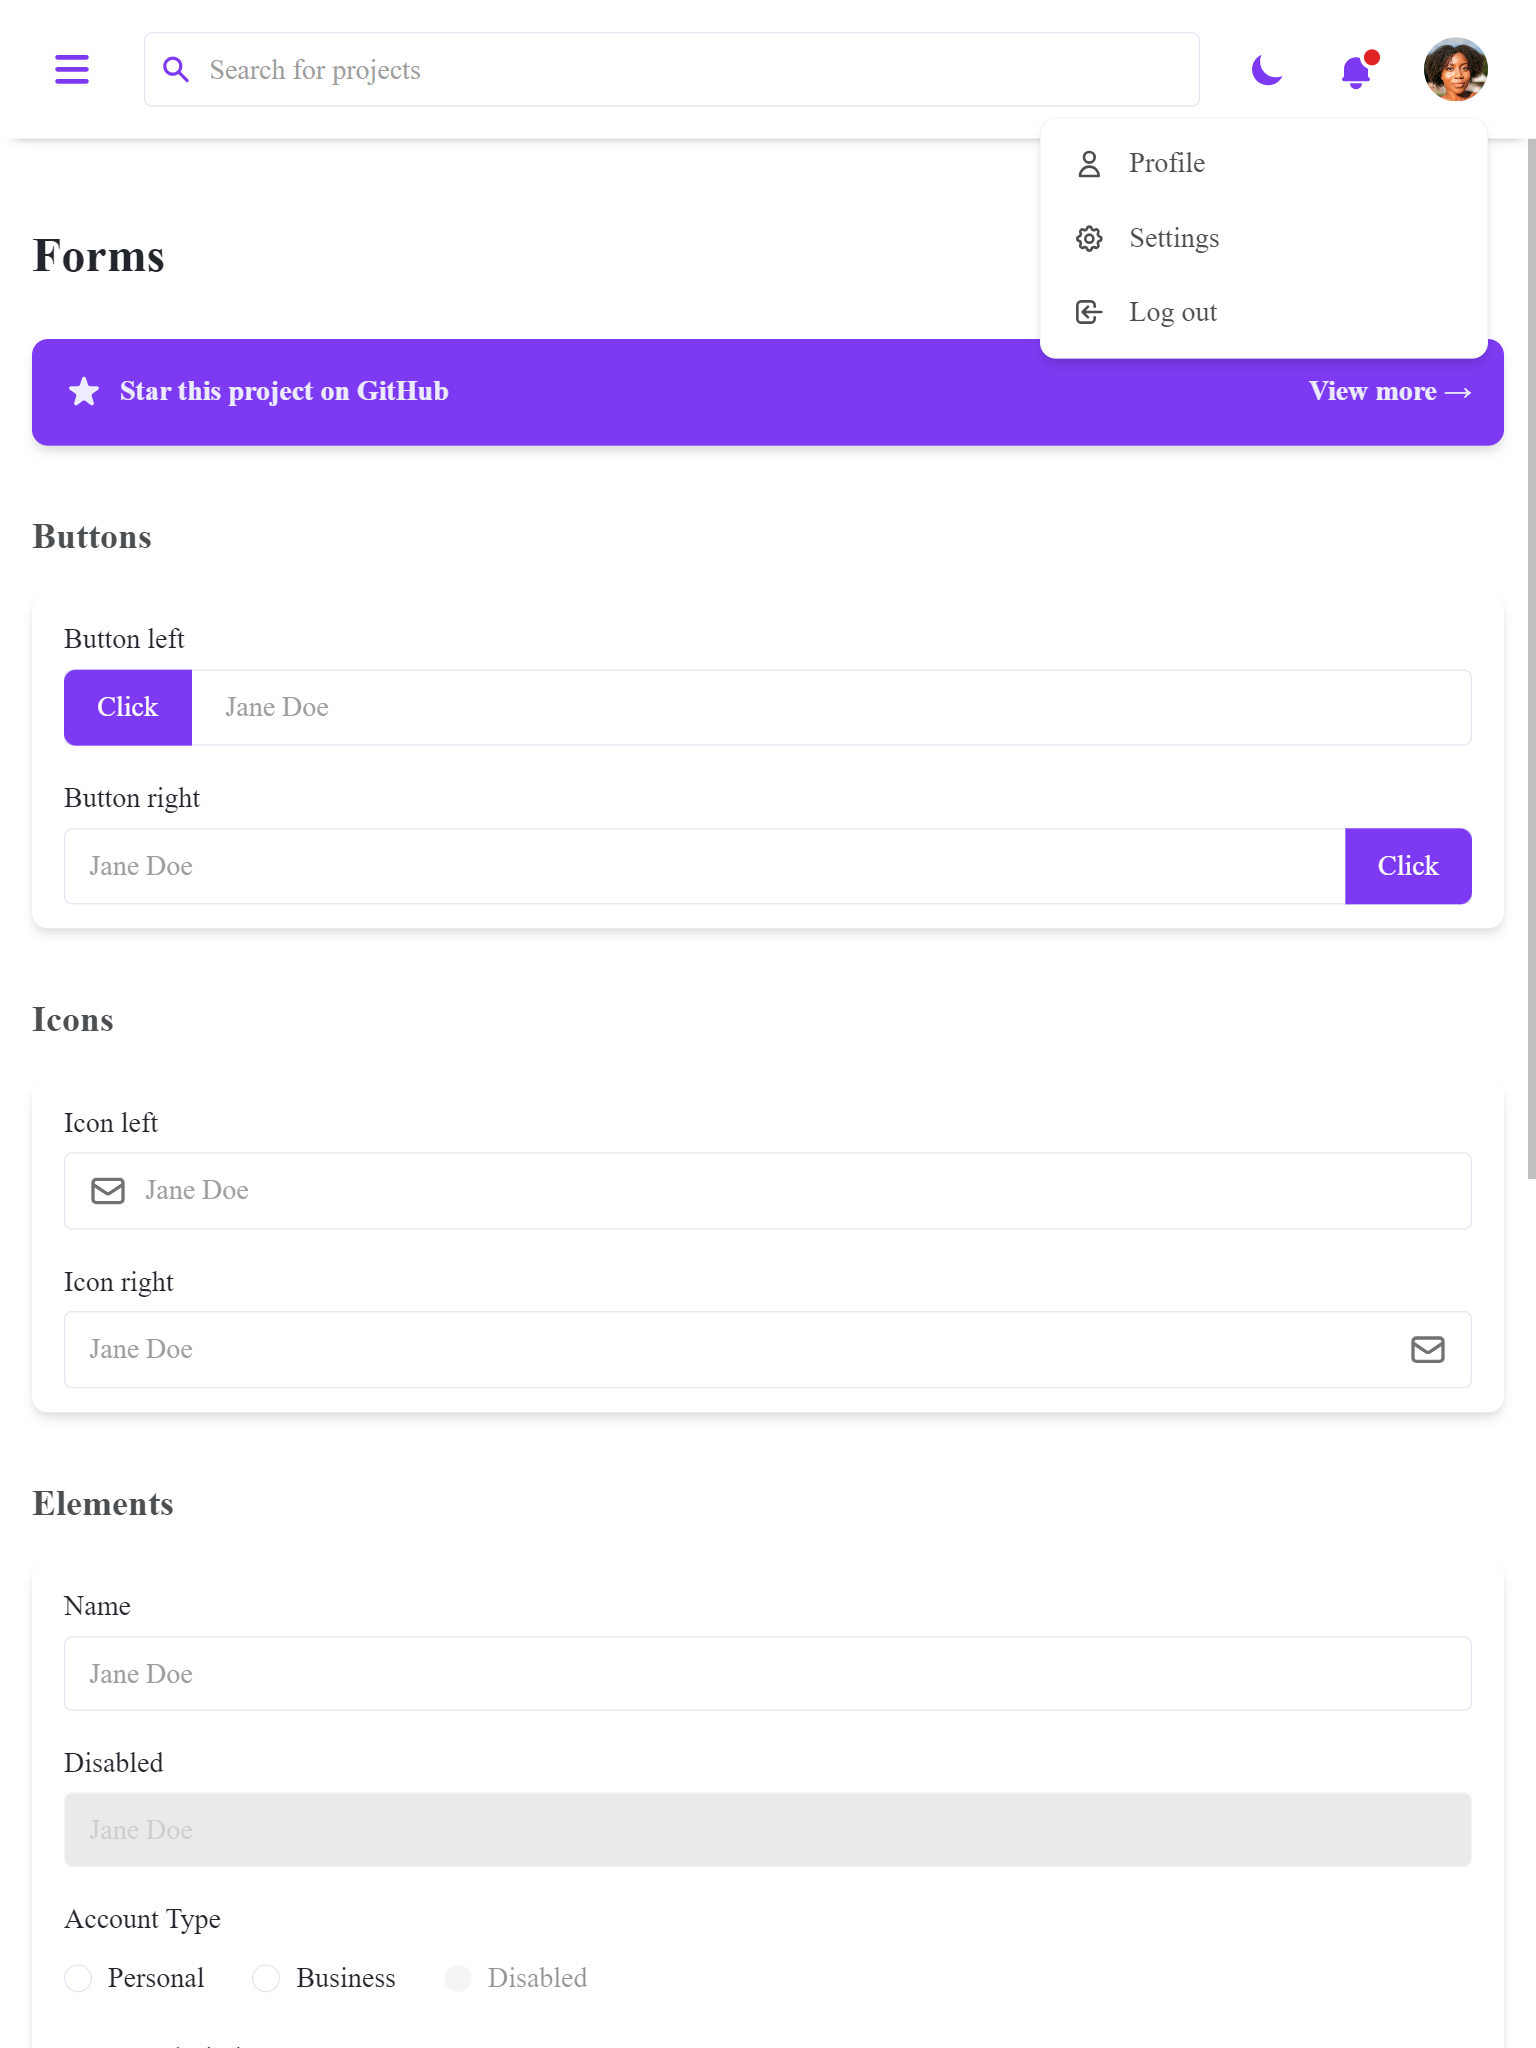 Search for projects
Profile
Settings
Log out
Forms
Star this project on GitHub
View more →
Buttons
Button left
Click
Jane Doe
Button right
Jane Doe
Click
Icons
Icon left
Jane Doe
Icon right
Jane Doe
Elements
Name
Jane Doe
Disabled
Jane Doe
Account Type
Personal
Business
Disabled